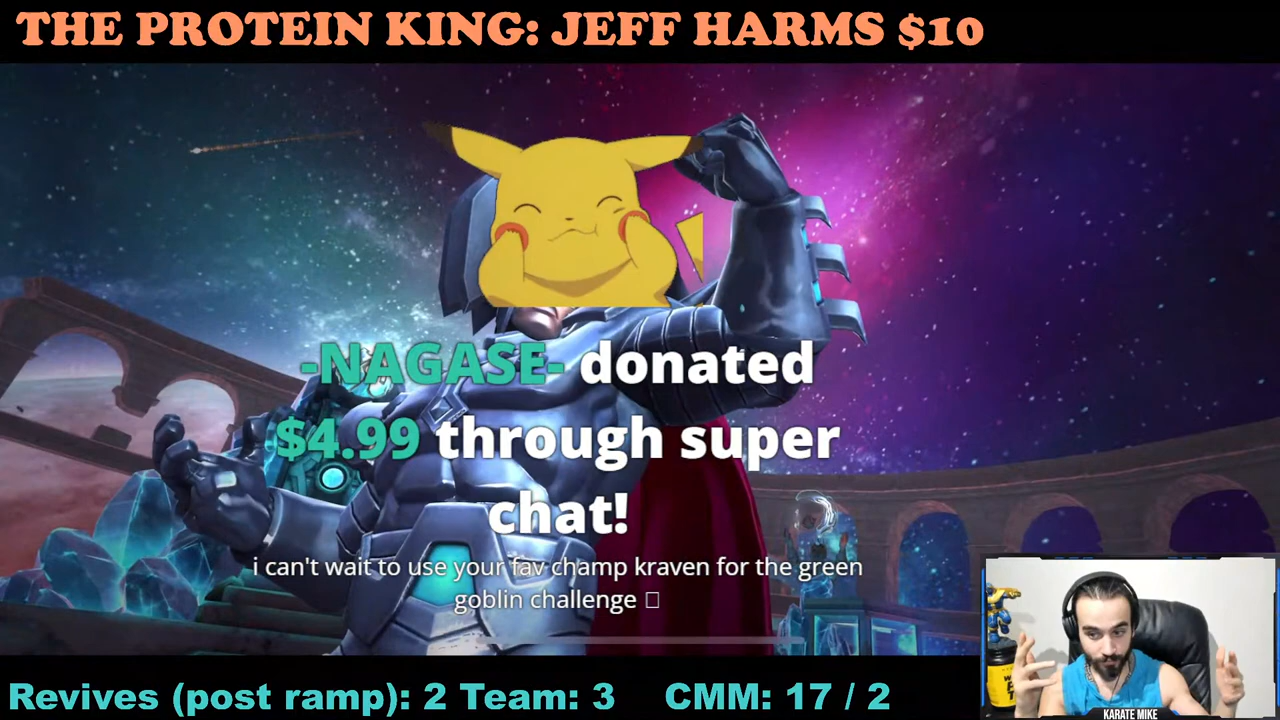 THE PROTEIN KING: JEFF HARMS $10
-NAGASE- donated
$4.99 through super
chat!
i can't wait to use your fav champ kraven for the green
goblin challenge
KARATE MIKE
Revives (post ramp): 2 Team: 3 CMM: 17 / 2